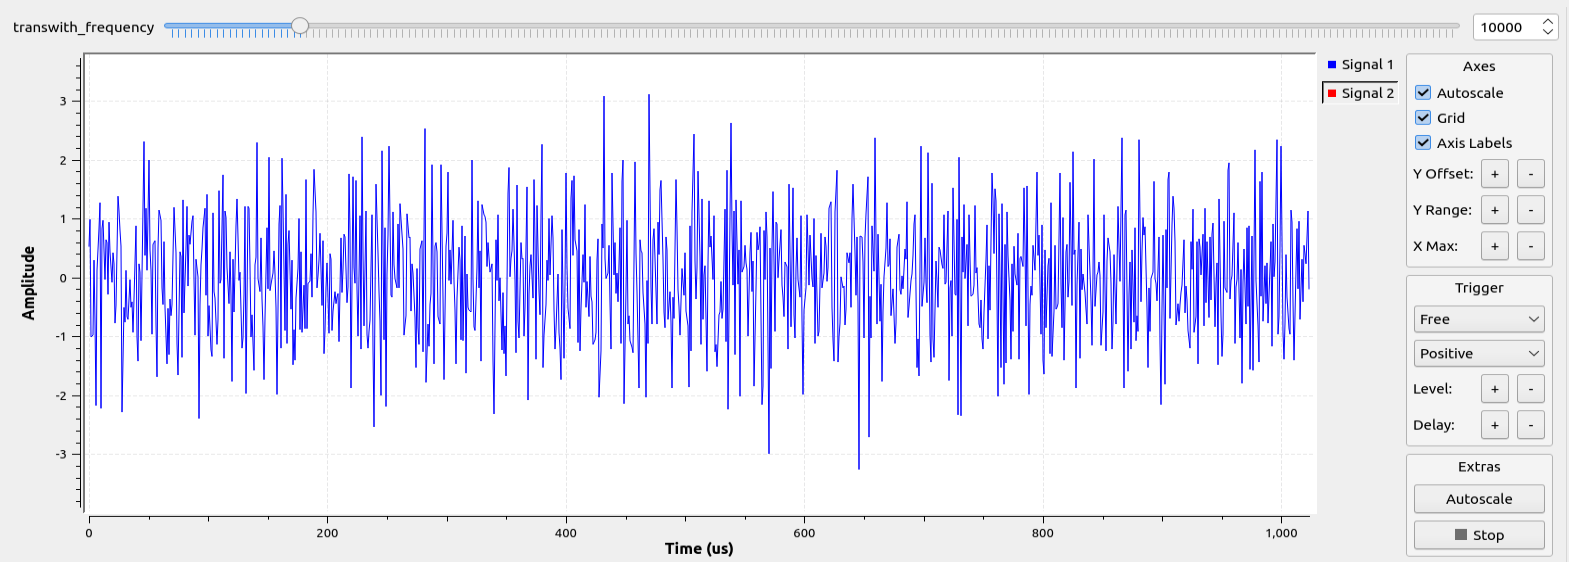 transwith_frequency
10000
Signal 1
Signal 2
Amplitude
3
2
1
0
-1
-2
-3
0
200
400
600
800
1,000
Time (us)
Axes
Autoscale
Grid
Axis Labels
Y Offset: + -
Y Range: + -
X Max: + -
Trigger
Free
Positive
Level: + -
Delay: + -
Extras
Autoscale
Stop